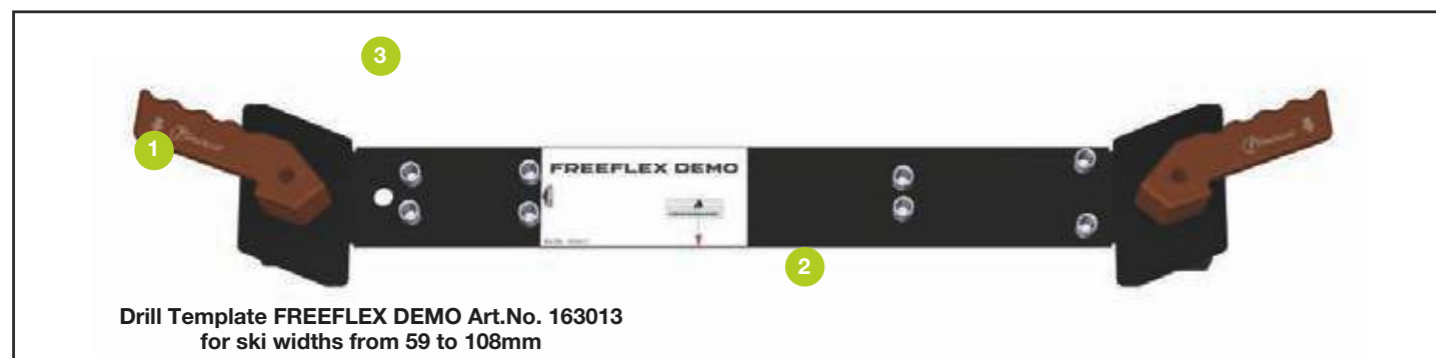 3
1
FREEFLEX DEMO
2
Drill Template FREEFLEX DEMO Art.No. 163013
for ski widths from 59 to 108mm